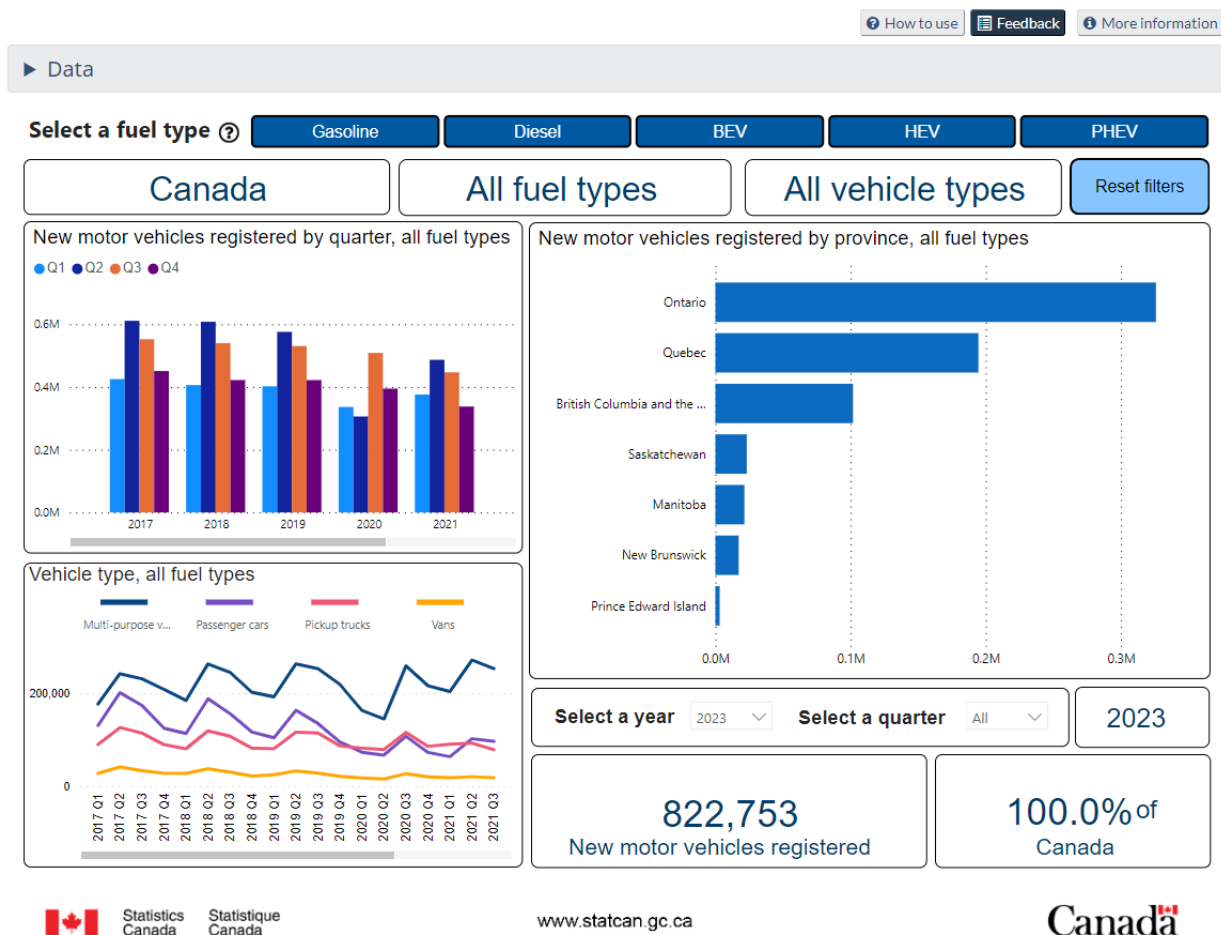 How to use Feedback More information
Data
Select a fuel type ? Gasoline Diesel BEV HEV PHEV
Canada All fuel types All vehicle types Reset filters
New motor vehicles registered by quarter, all fuel types
Q1 Q2 Q3 Q4
0.6M
0.4M
0.2M
0.0M
2017 2018 2019 2020 2021
New motor vehicles registered by province, all fuel types
Ontario
Quebec
British Columbia and the ...
Saskatchewan
Manitoba
New Brunswick
Prince Edward Island
0.0M 0.1M 0.2M 0.3M
Vehicle type, all fuel types
Multi-purpose v... Passenger cars Pickup trucks Vans
200,000
0
2017 Q1 2017 Q2 2017 Q3 2017 Q4 2018 Q1 2018 Q2 2018 Q3 2018 Q4 2019 Q1 2019 Q2 2019 Q3 2019 Q4 2020 Q1 2020 Q2 2020 Q3 2020 Q4 2021 Q1 2021 Q2 2021 Q3
Select a year 2023 Select a quarter All 2023
822,753
New motor vehicles registered
100.0% of
Canada
Statistics Statistique
Canada Canada
www.statcan.gc.ca
Canada